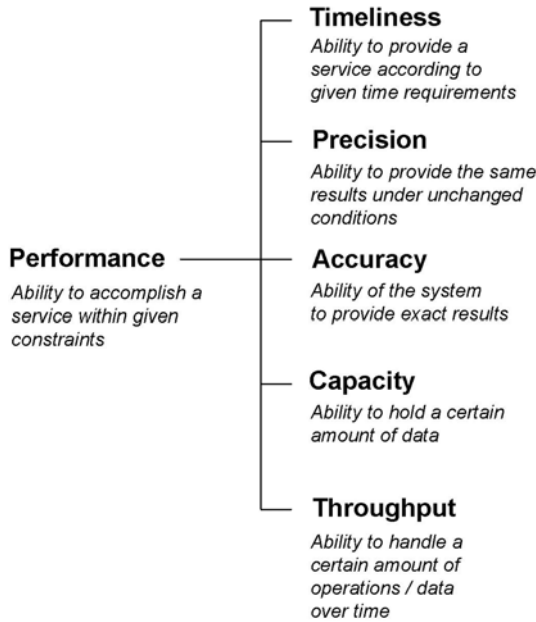 Timeliness
Ability to provide a
service according to
given time requirements
Precision
Ability to provide the same
results under unchanged
conditions
Performance
Ability to accomplish a
service within given
constraints
Accuracy
Ability of the system
to provide exact results
Capacity
Ability to hold a certain
amount of data
Throughput
Ability to handle a
certain amount of
operations / data
over time